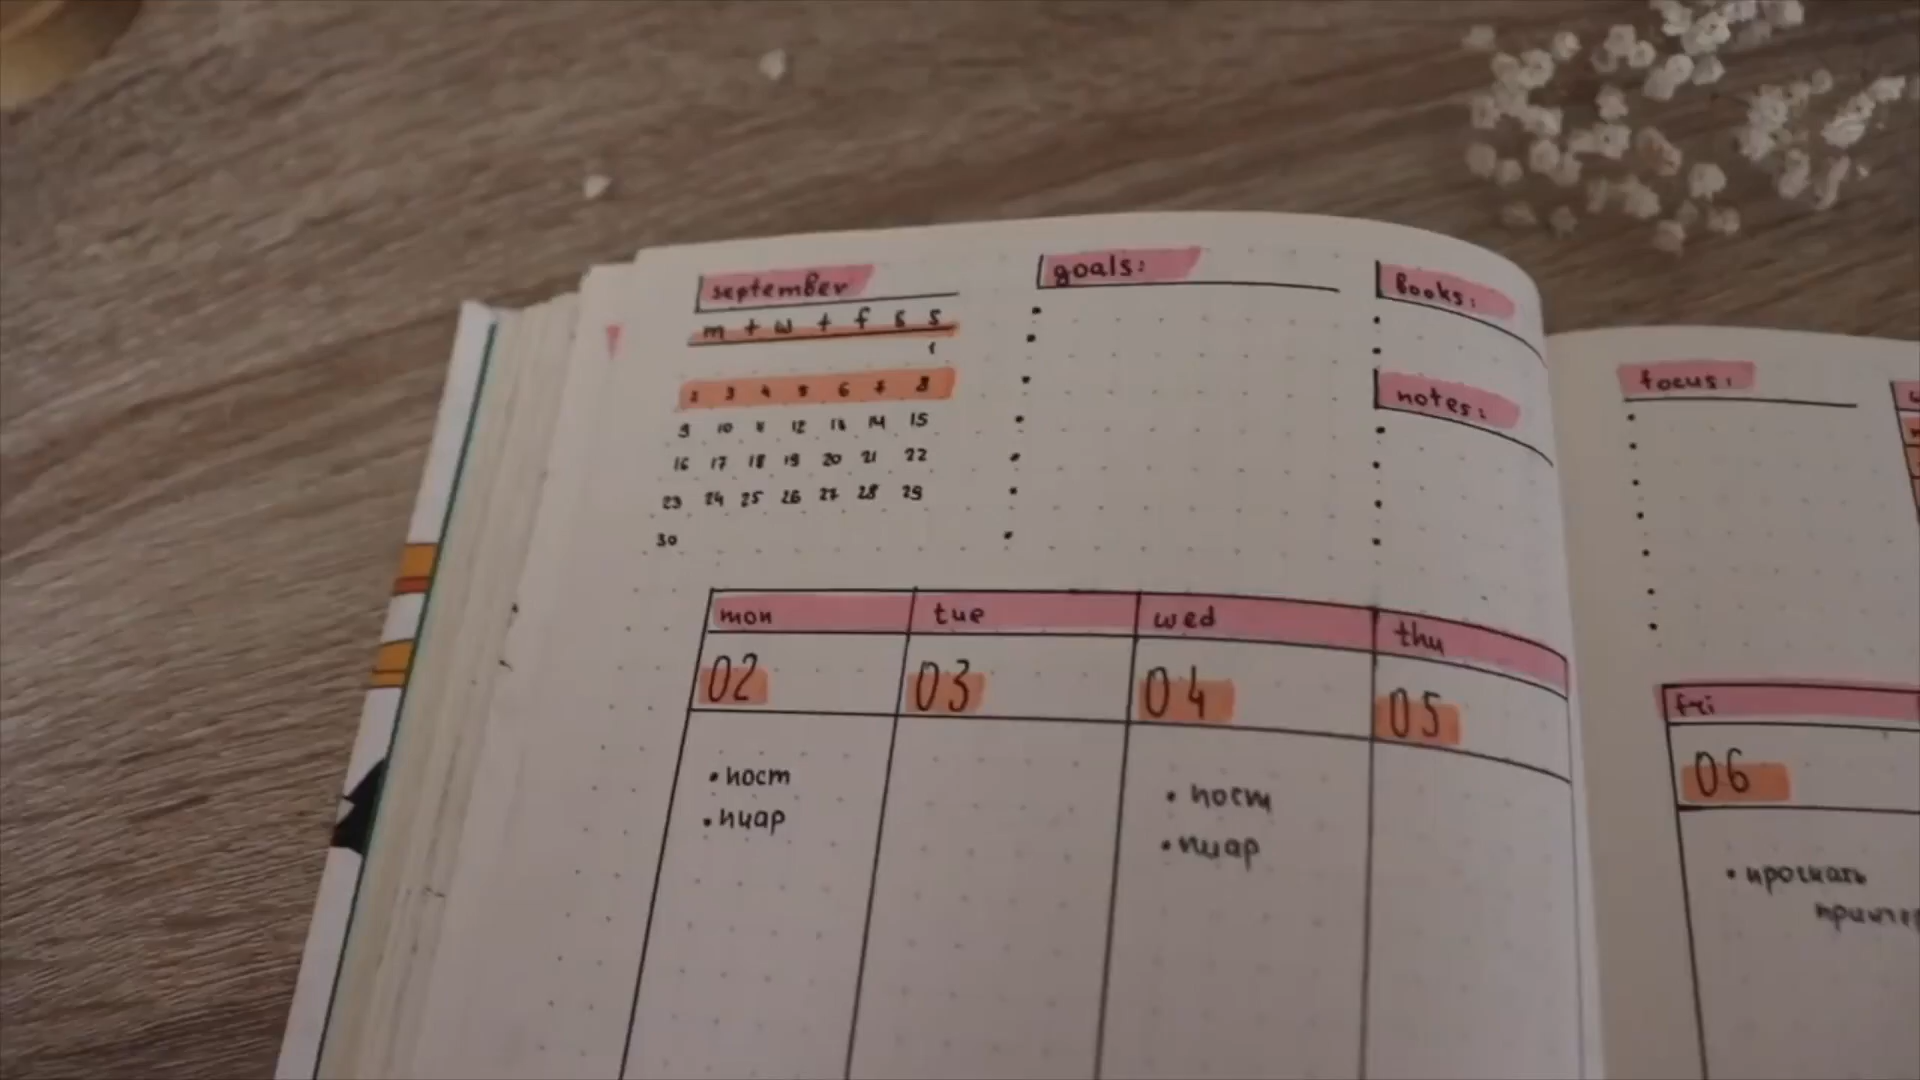 september
m t w t f s s
1
2 3 4 5 6 7 8
9 10 11 12 13 14 15
16 17 18 19 20 21 22
23 24 25 26 27 28 29
30
goals:
books:
notes:
mon tue wed thu
02 03 04 05
• пост
• пиар
• пост
• пиар
focus:
fri
06